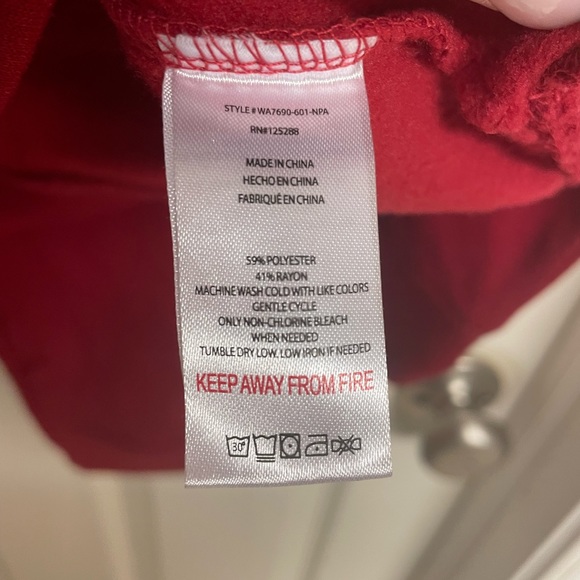 STYLE # WA7690-601-NPA
RN#125288
MADE IN CHINA
HECHO EN CHINA
FABRIQUÉ EN CHINA
59% POLYESTER
41% RAYON
MACHINE WASH COLD WITH LIKE COLORS
GENTLE CYCLE
ONLY NON-CHLORINE BLEACH
WHEN NEEDED
TUMBLE DRY LOW. LOW IRON IF NEEDED
KEEP AWAY FROM FIRE
30°